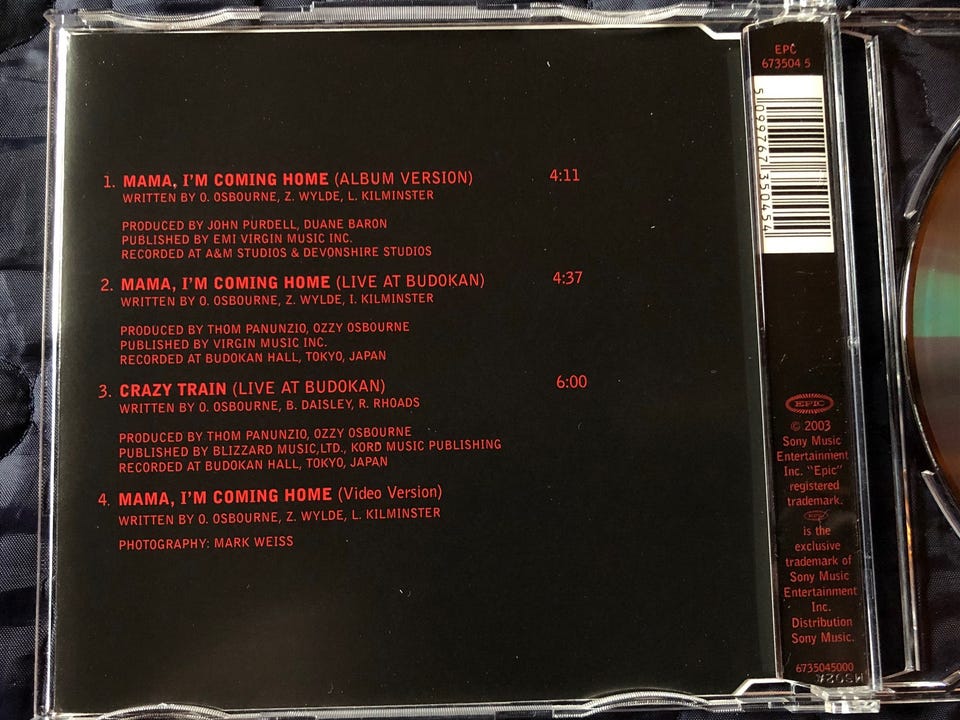 1. MAMA, I'M COMING HOME (ALBUM VERSION) 4:11
WRITTEN BY O. OSBOURNE, Z. WYLDE, L. KILMINSTER
PRODUCED BY JOHN PURDELL, DUANE BARON
PUBLISHED BY EMI VIRGIN MUSIC INC.
RECORDED AT A&M STUDIOS & DEVONSHIRE STUDIOS
2. MAMA, I'M COMING HOME (LIVE AT BUDOKAN) 4:37
WRITTEN BY O. OSBOURNE, Z. WYLDE, I. KILMINSTER
PRODUCED BY THOM PANUNZIO, OZZY OSBOURNE
PUBLISHED BY VIRGIN MUSIC INC.
RECORDED AT BUDOKAN HALL, TOKYO, JAPAN
3. CRAZY TRAIN (LIVE AT BUDOKAN) 6:00
WRITTEN BY O. OSBOURNE, B. DAISLEY, R. RHOADS
PRODUCED BY THOM PANUNZIO, OZZY OSBOURNE
PUBLISHED BY BLIZZARD MUSIC,LTD., KORD MUSIC PUBLISHING
RECORDED AT BUDOKAN HALL, TOKYO, JAPAN
4. MAMA, I'M COMING HOME (Video Version)
WRITTEN BY O. OSBOURNE, Z. WYLDE, L. KILMINSTER
PHOTOGRAPHY: MARK WEISS
EPC
673504 5
5 099767 350454
EPIC
© 2003
Sony Music
Entertainment
Inc. "Epic"
registered
trademark.
EPIC
is the
exclusive
trademark of
Sony Music
Entertainment
Inc.
Distribution
Sony Music.
6735045000
MS02A